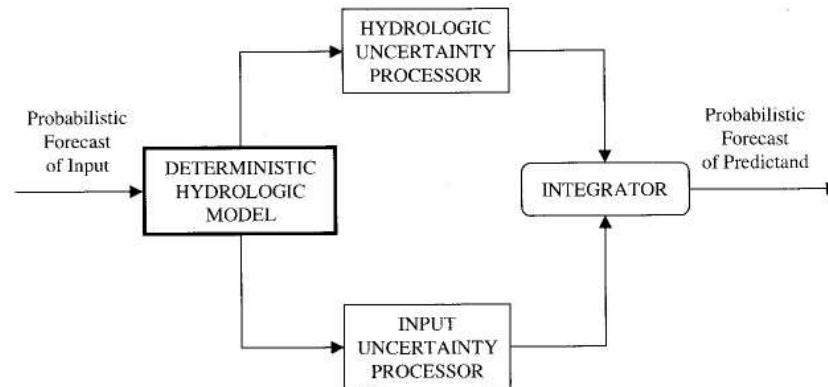 HYDROLOGIC
UNCERTAINTY
PROCESSOR
Probabilistic
Forecast
of Input
DETERMINISTIC
HYDROLOGIC
MODEL
INTEGRATOR
Probabilistic
Forecast
of Predictand
INPUT
UNCERTAINTY
PROCESSOR